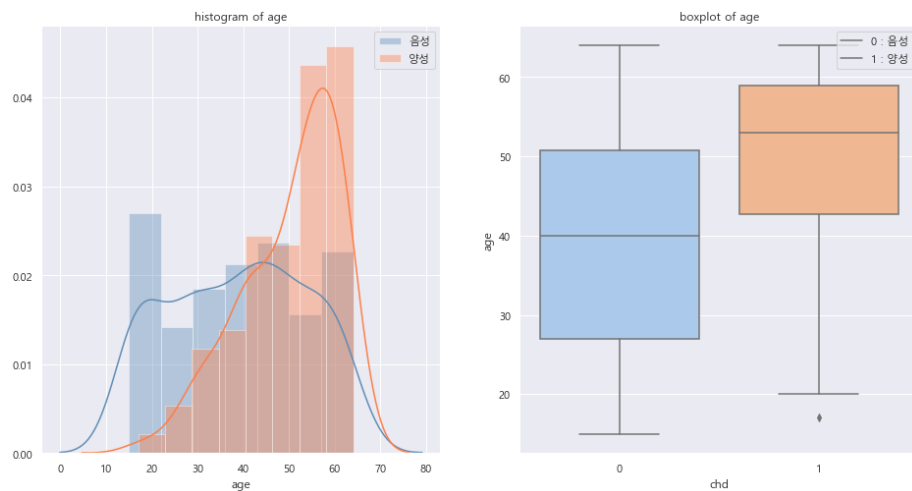 histogram of age
음성
양성
0.04
0.03
0.02
0.01
0.00
0 10 20 30 40 50 60 70 80
age
boxplot of age
0 : 음성
1 : 양성
60
50
40
30
20
age
0 1
chd